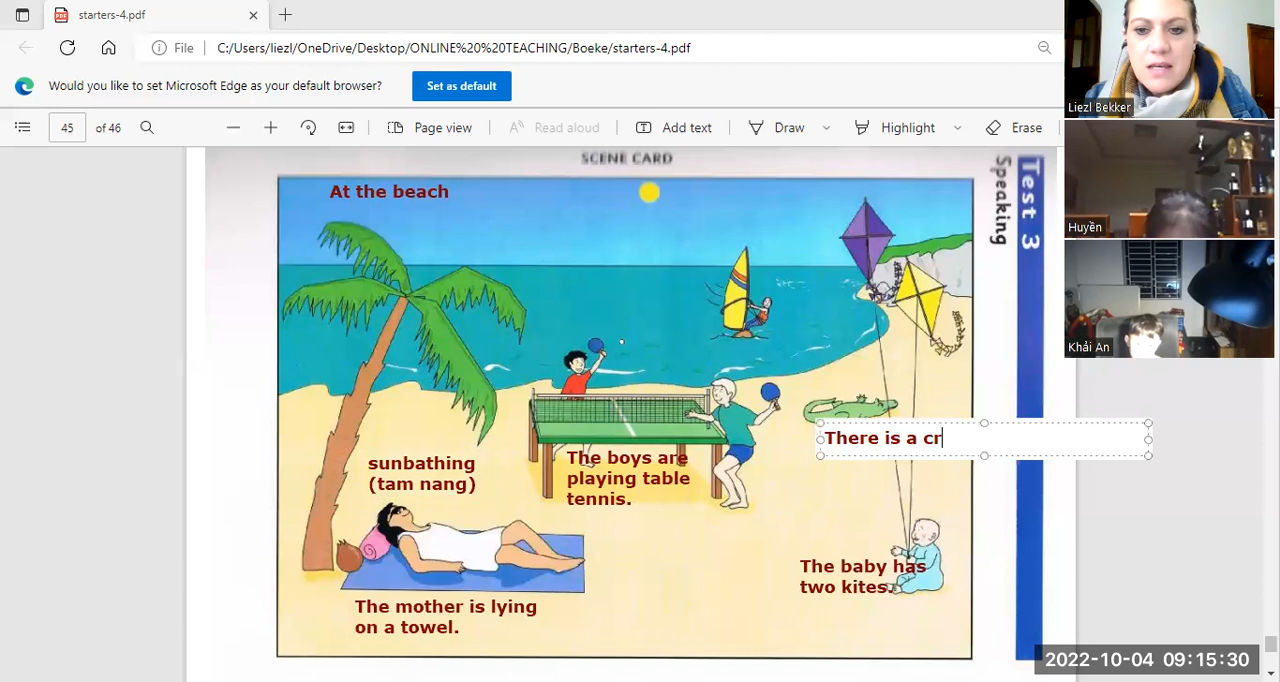 starters-4.pdf
File
C:/Users/liezl/OneDrive/Desktop/ONLINE%20%20TEACHING/Boeke/starters-4.pdf
Would you like to set Microsoft Edge as your default browser?
Set as default
45 of 46
Page view
Read aloud
Add text
Draw
Highlight
Erase
SCENE CARD
Test 3
Speaking
At the beach
There is a cr
sunbathing
(tam nang)
The boys are
playing table
tennis.
The baby has
two kites.
The mother is lying
on a towel.
Liezl Bekker
Huyền
Khải An
2022-10-04 09:15:30